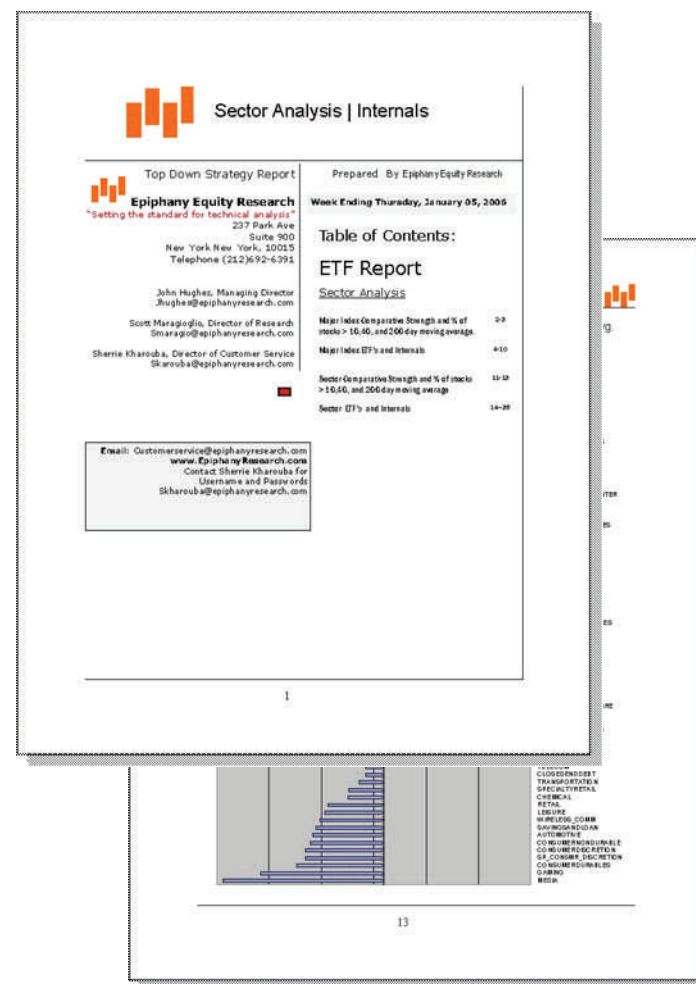 Sector Analysis | Internals
Top Down Strategy Report
Epiphany Equity Research
"Setting the standard for technical analysis"
237 Park Ave
Suite 900
New York New York, 10015
Telephone (212)692-6391
John Hughes, Managing Director
Jhughes@epiphanyresearch.com
Scott Maragioglio, Director of Research
Smaragio@epiphanyresearch.com
Sherrie Kharouba, Director of Customer Service
Skarouba@epiphanyresearch.com
Prepared By Epiphany Equity Research
Week Ending Thursday, January 05, 2006
Table of Contents:
ETF Report
Sector Analysis
Major Index Comparative Strength and % of 2-3
stocks > 10,40, and 200 day moving average.
Major Index ETF's and Internals 4-10
Sector Comparative Strength and % of stocks 11-13
> 10,40, and 200 day moving average
Sector ETF's and Internals 14-28
Email: Customerservice@epiphanyresearch.com
www.EpiphanyResearch.com
Contact Sherrie Kharouba for
Username and Passwords
Skharouba@epiphanyresearch.com
1
TELECOM
CLOSEDENDDEBT
TRANSPORTATION
SPECIALTYRETAIL
CHEMICAL
RETAIL
LEISURE
WIRELESS_COMM
SAVINGSANDLOAN
AUTOMOTIVE
CONSUMERNONDURABLE
CONSUMERDISCRETION
SP_CONSMR_DISCRETION
CONSUMERDURABLES
GAMING
MEDIA
13